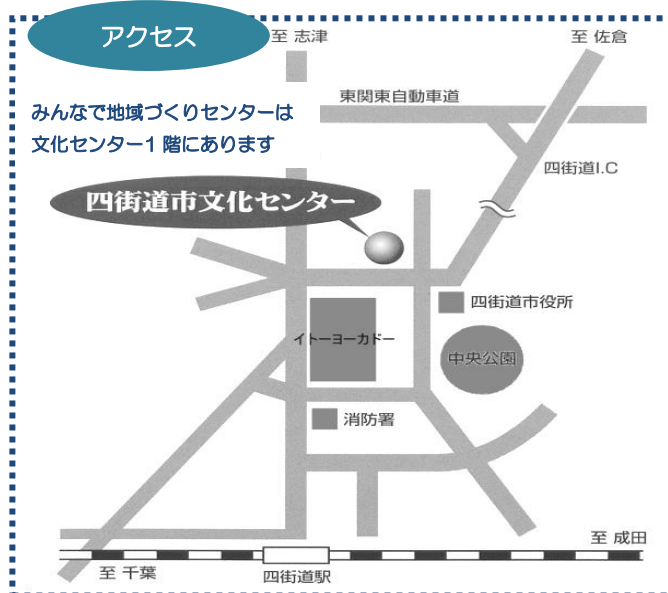 アクセス
至 志津
至 佐倉
東関東自動車道
みんなで地域づくりセンターは
文化センター1階にあります
四街道I.C
四街道市文化センター
四街道市役所
イトーヨーカドー
中央公園
消防署
至 成田
至 千葉
四街道駅